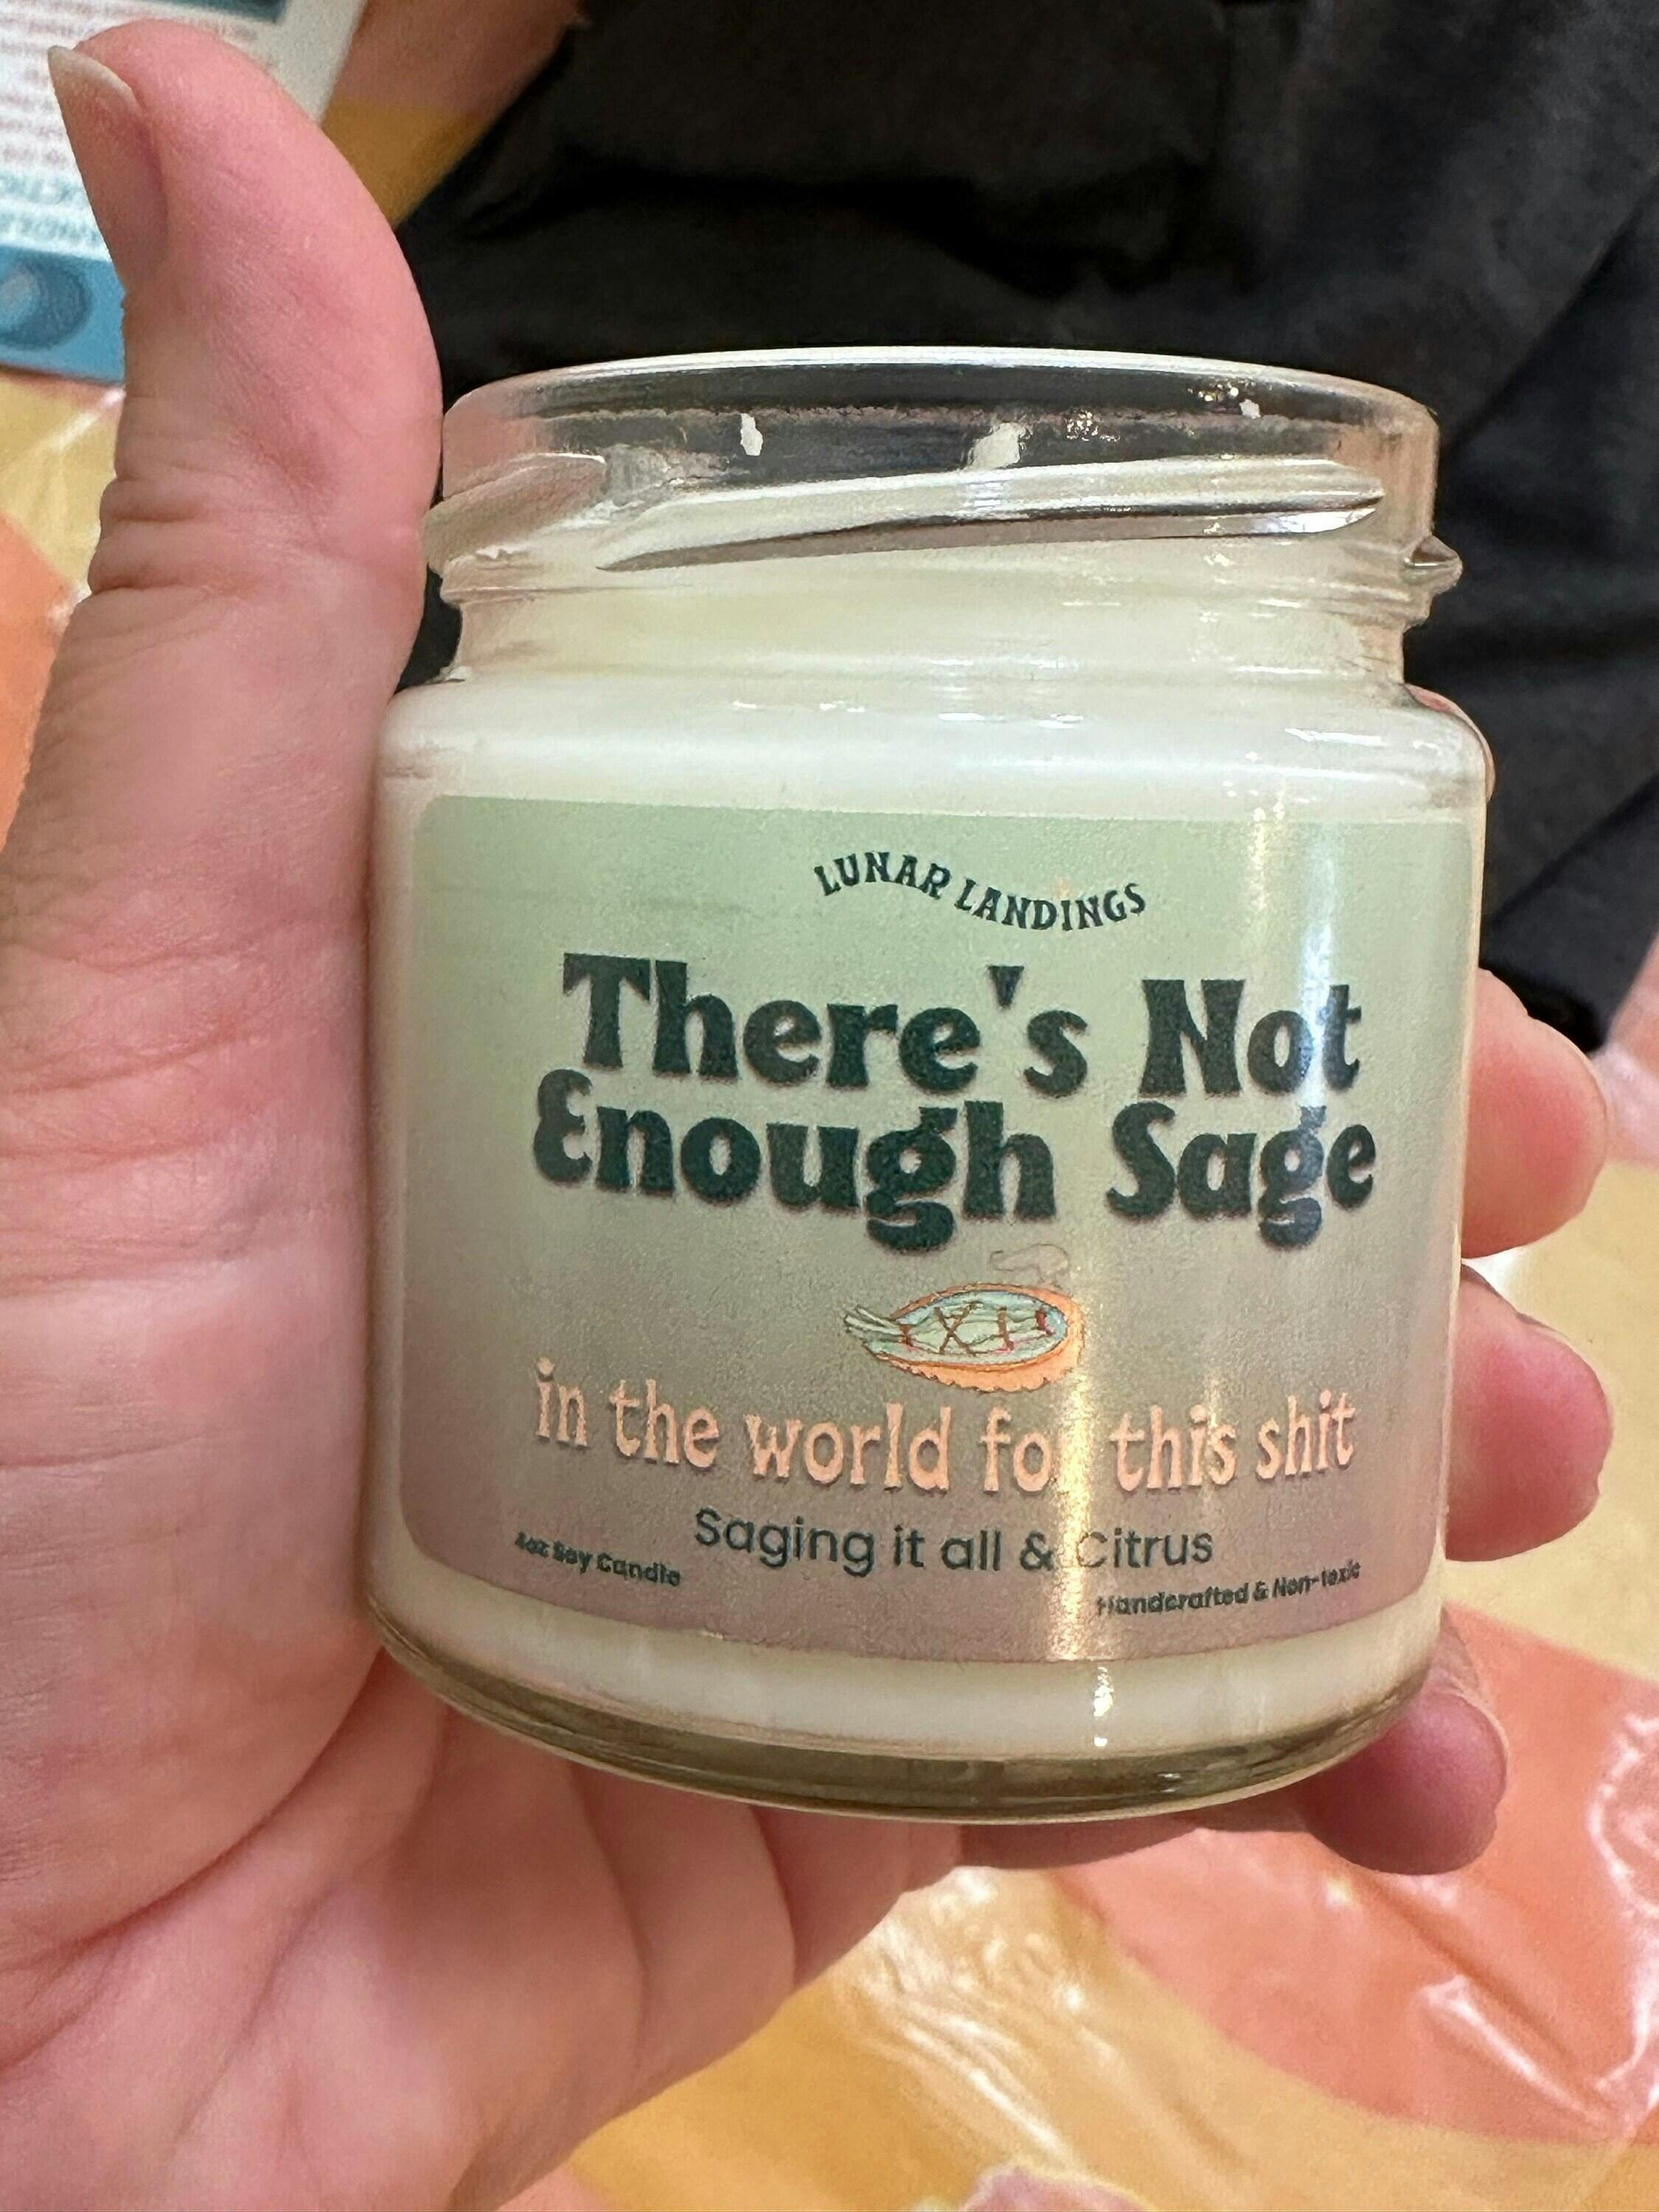 LUNAR LANDINGS
There's Not
Enough Sage
in the world for this shit
Saging it all & Citrus
4oz Soy Candle
Handcrafted & Non-toxic